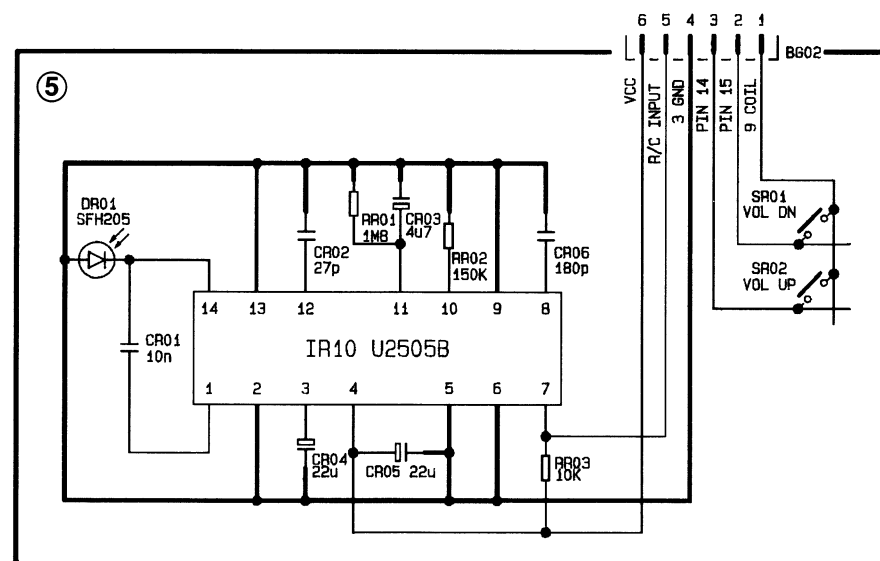 6 5 4 3 2 1
BG02
5
VCC
R/C INPUT
3 GND
PIN 14
PIN 15
9 COIL
DR01
SFH205
RR01
1M8
CR03
4u7
CR02
27p
RR02
150K
CR06
180p
SR01
VOL DN
SR02
VOL UP
14 13 12 11 10 9 8
CR01
10n
IR10 U2505B
1 2 3 4 5 6 7
CR04
22u
CR05 22u
RR03
10K